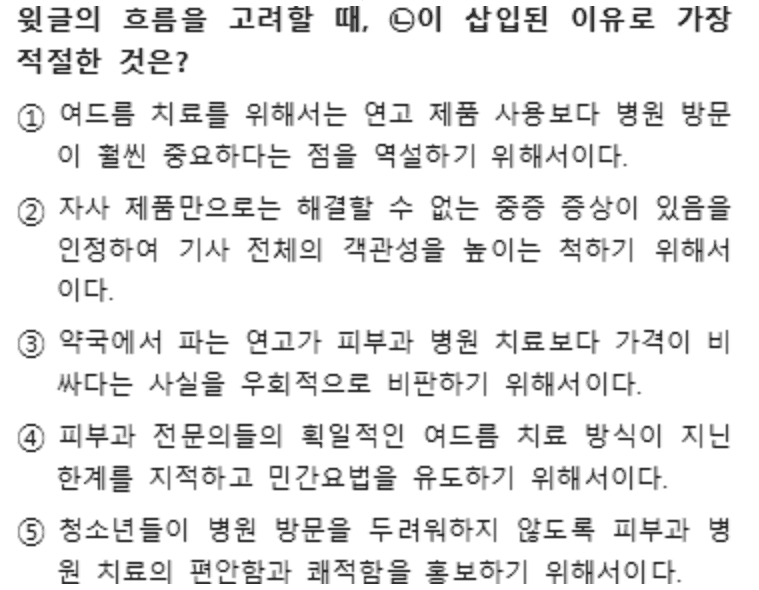 윗글의 흐름을 고려할 때, ㉡이 삽입된 이유로 가장
적절한 것은?
① 여드름 치료를 위해서는 연고 제품 사용보다 병원 방문
이 훨씬 중요하다는 점을 역설하기 위해서이다.
② 자사 제품만으로는 해결할 수 없는 중증 증상이 있음을
인정하여 기사 전체의 객관성을 높이는 척하기 위해서
이다.
③ 약국에서 파는 연고가 피부과 병원 치료보다 가격이 비
싸다는 사실을 우회적으로 비판하기 위해서이다.
④ 피부과 전문의들의 획일적인 여드름 치료 방식이 지닌
한계를 지적하고 민간요법을 유도하기 위해서이다.
⑤ 청소년들이 병원 방문을 두려워하지 않도록 피부과 병
원 치료의 편안함과 쾌적함을 홍보하기 위해서이다.